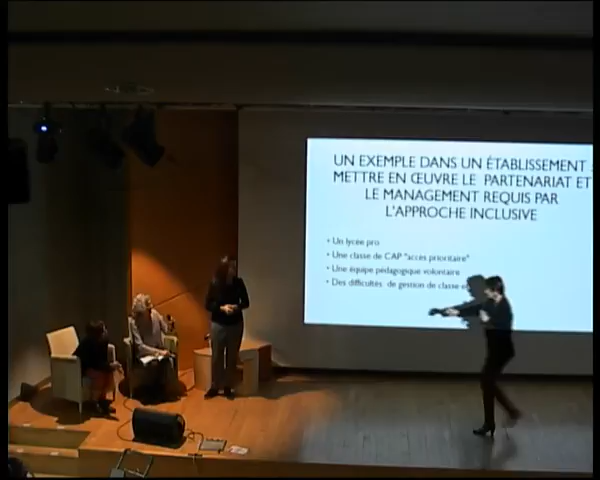 UN EXEMPLE DANS UN ÉTABLISSEMENT :
METTRE EN ŒUVRE LE PARTENARIAT ET
LE MANAGEMENT REQUIS PAR
L'APPROCHE INCLUSIVE
• Un lycée pro
• Une classe de CAP "accès prioritaire"
• Une équipe pédagogique volontaire
• Des difficultés de gestion de classe